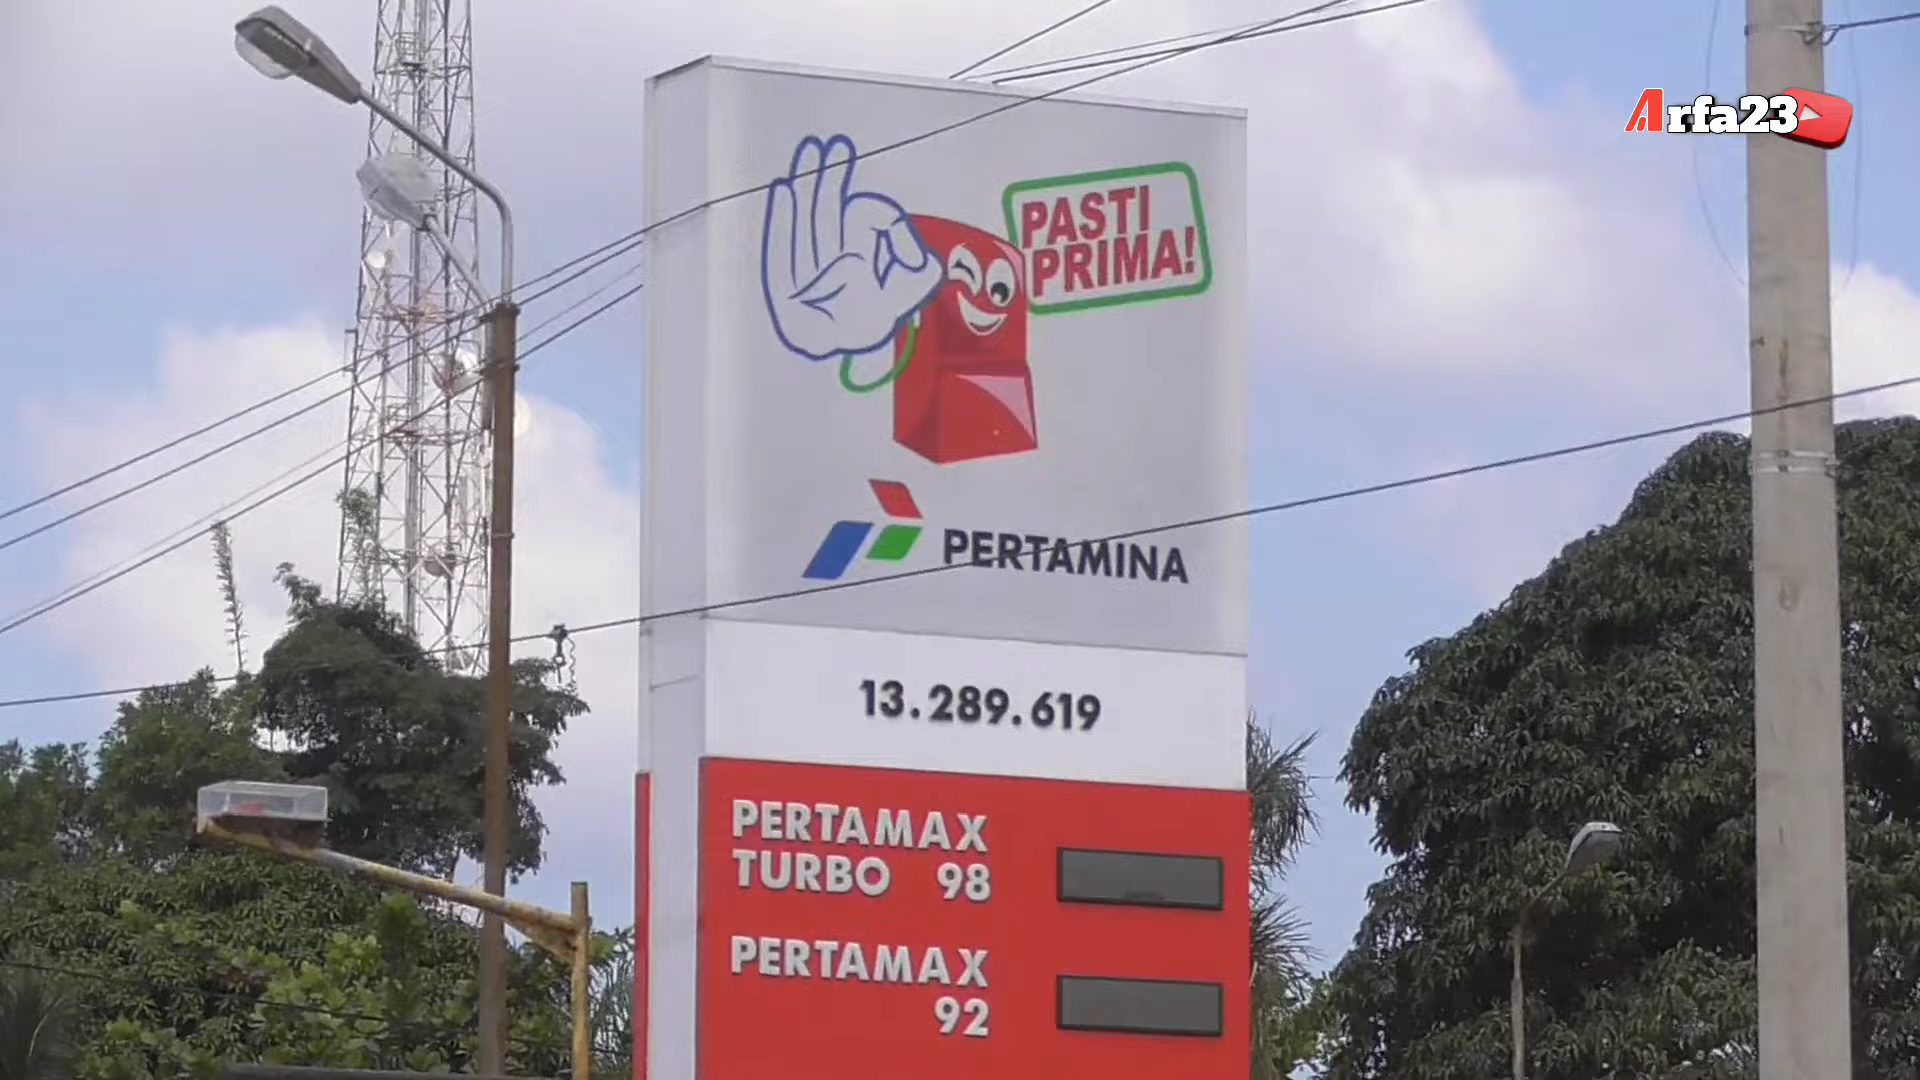 Arfa23
PASTI
PRIMA!
PERTAMINA
13.289.619
PERTAMAX
TURBO 98
PERTAMAX
92